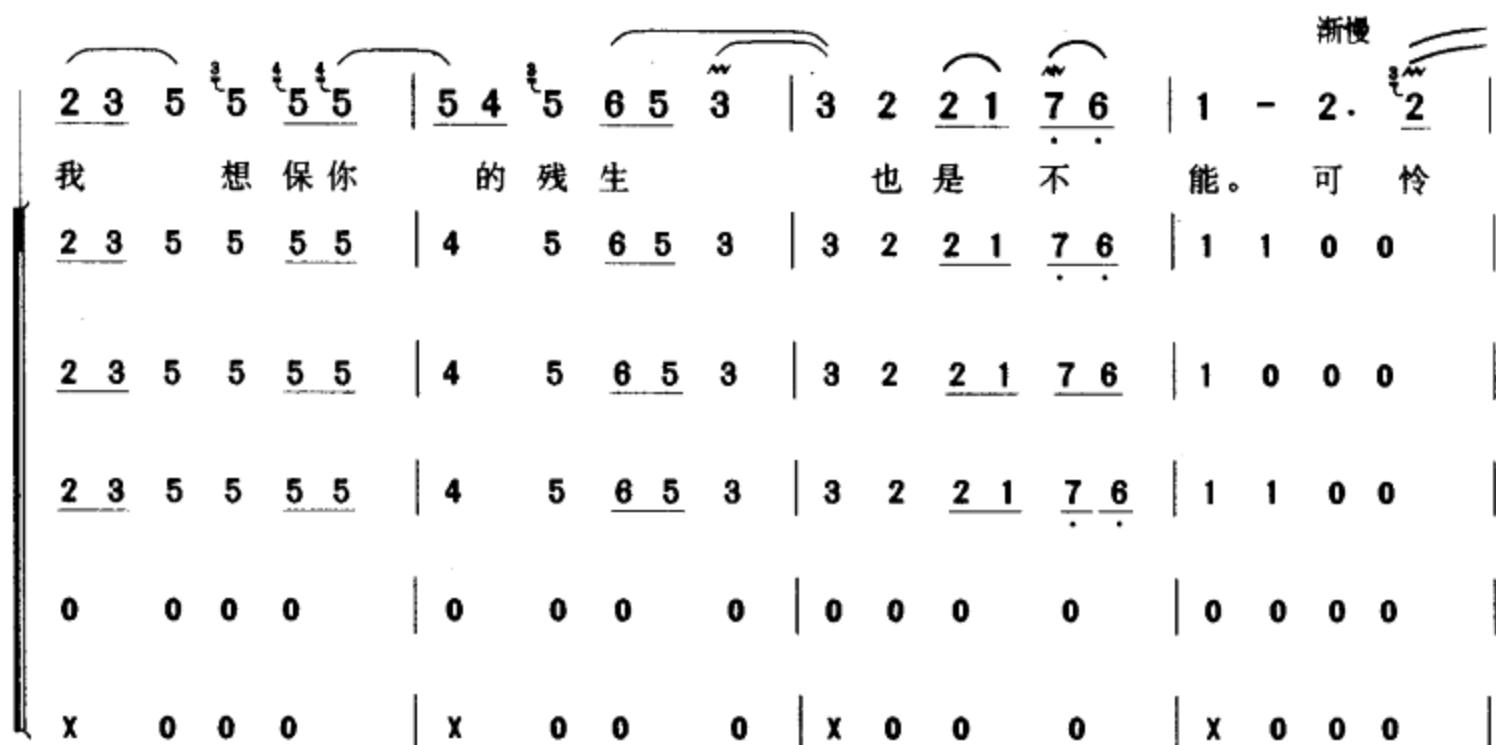 渐慢
2 3 5 5 5 5 | 5 4 5 6 5 3 | 3 2 2 1 7 6 | 1 - 2. 2 |
我 想 保 你 的 残 生 也 是 不 能。 可 怜
2 3 5 5 5 5 | 4 5 6 5 3 | 3 2 2 1 7 6 | 1 1 0 0 |
2 3 5 5 5 5 | 4 5 6 5 3 | 3 2 2 1 7 6 | 1 0 0 0 |
2 3 5 5 5 5 | 4 5 6 5 3 | 3 2 2 1 7 6 | 1 1 0 0 |
0 0 0 0 | 0 0 0 0 | 0 0 0 0 | 0 0 0 0 |
X 0 0 0 | X 0 0 0 | X 0 0 0 | X 0 0 0 |